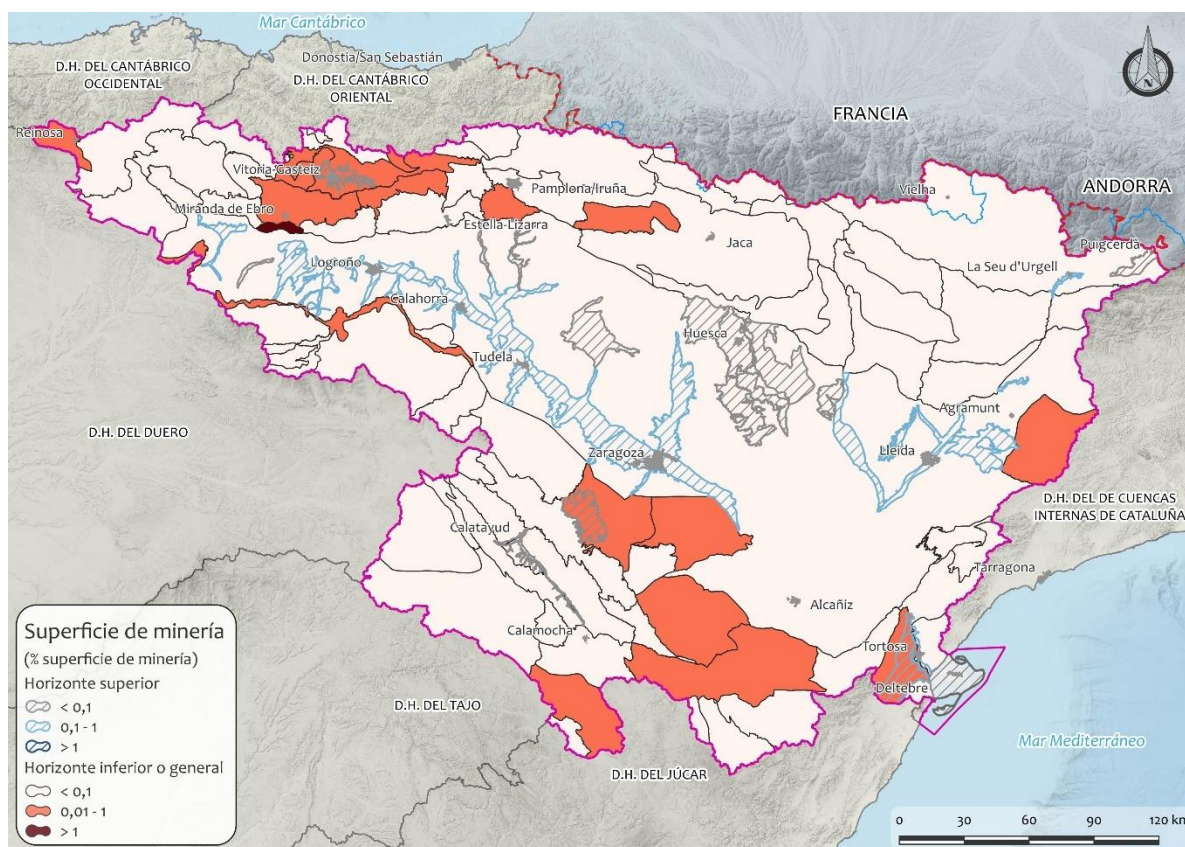 Mar Cantábrico
D.H. DEL CANTÁBRICO
OCCIDENTAL
Donostia/San Sebastián
D.H. DEL CANTÁBRICO
ORIENTAL
N
FRANCIA
Reinosa
Vitoria-Gasteiz
Pamplona/Iruña
Vielha
ANDORRA
Miranda de Ebro
Estella-Lizarra
Jaca
Puigcerdà
La Seu d'Urgell
Logroño
Calahorra
Huesca
Tudela
Agramunt
D.H. DEL DUERO
Zaragoza
Lleida
D.H. DEL DE CUENCAS
INTERNAS DE CATALUÑA
Calatayud
Tarragona
Alcañiz
Calamocha
Tortosa
Deltebre
D.H. DEL TAJO
Mar Mediterráneo
D.H. DEL JÚCAR
Superficie de minería
(% superficie de minería)
Horizonte superior
< 0,1
0,1 - 1
> 1
Horizonte inferior o general
< 0,1
0,01 - 1
> 1
0 30 60 90 120 km